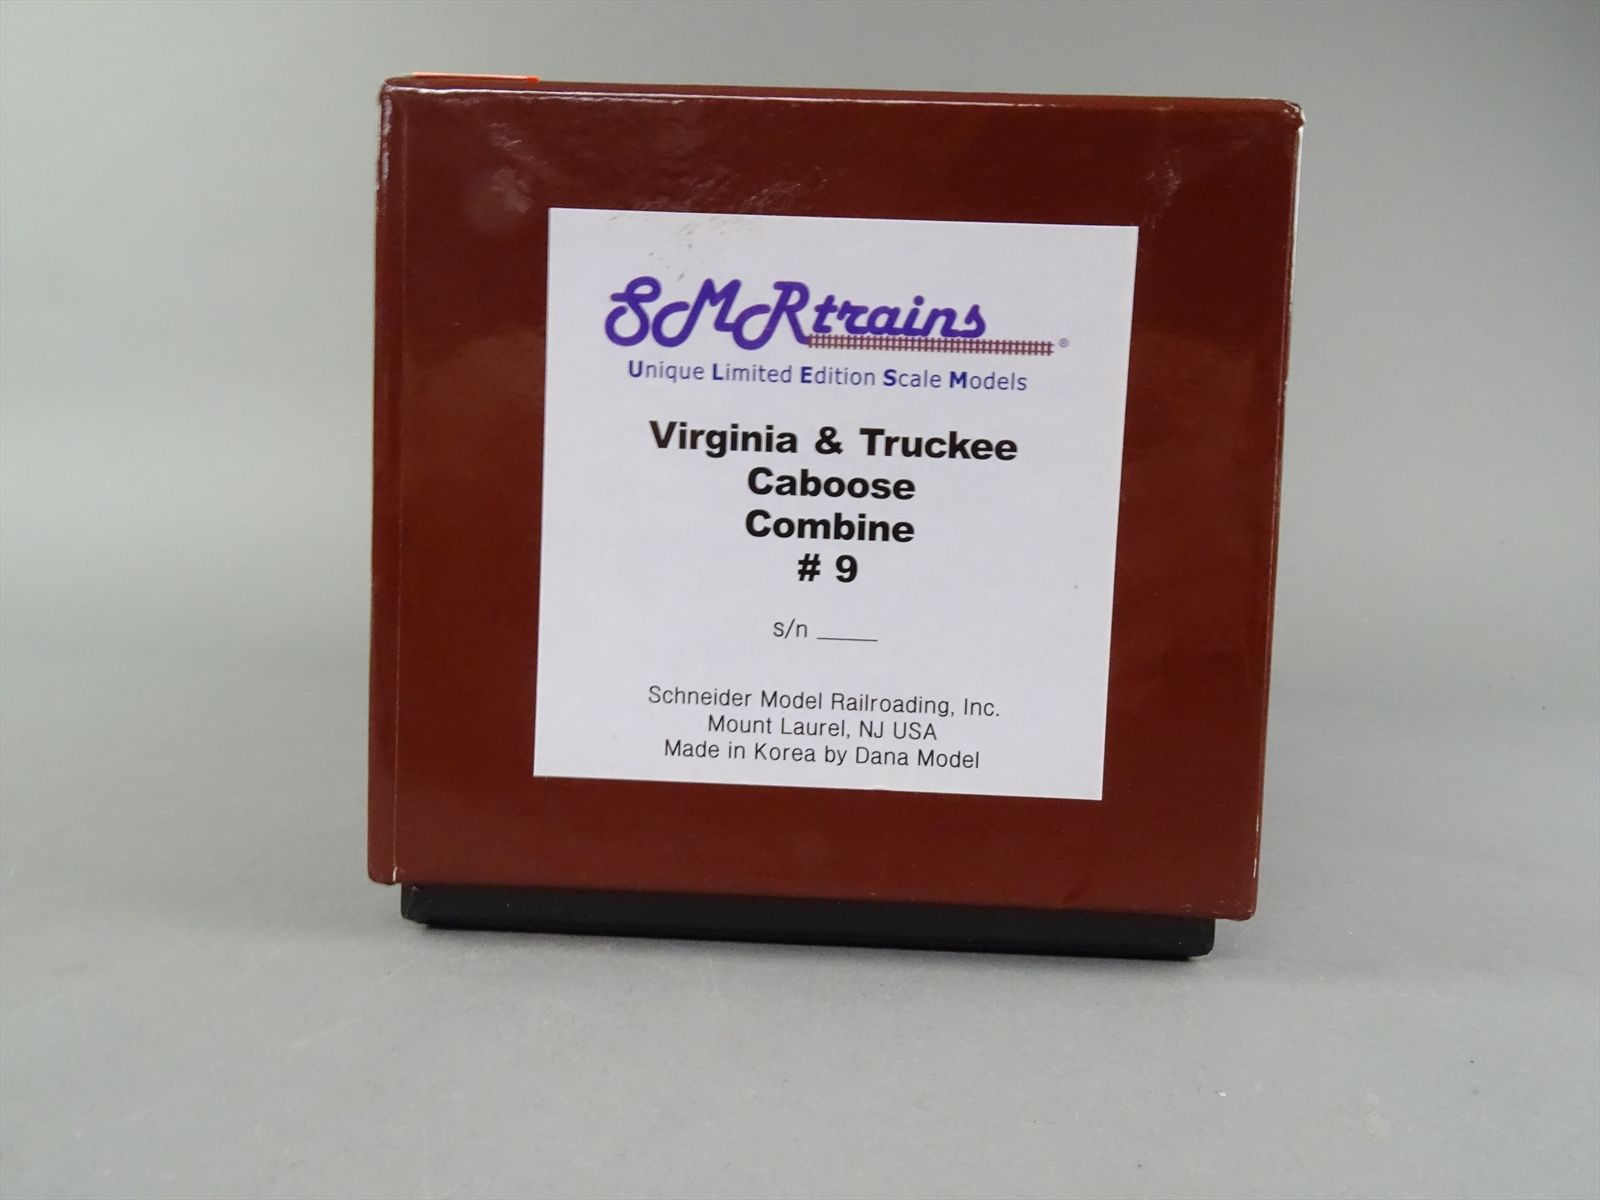 SMRtrains®
Unique Limited Edition Scale Models
Virginia & Truckee
Caboose
Combine
# 9
s/n _____
Schneider Model Railroading, Inc.
Mount Laurel, NJ USA
Made in Korea by Dana Model